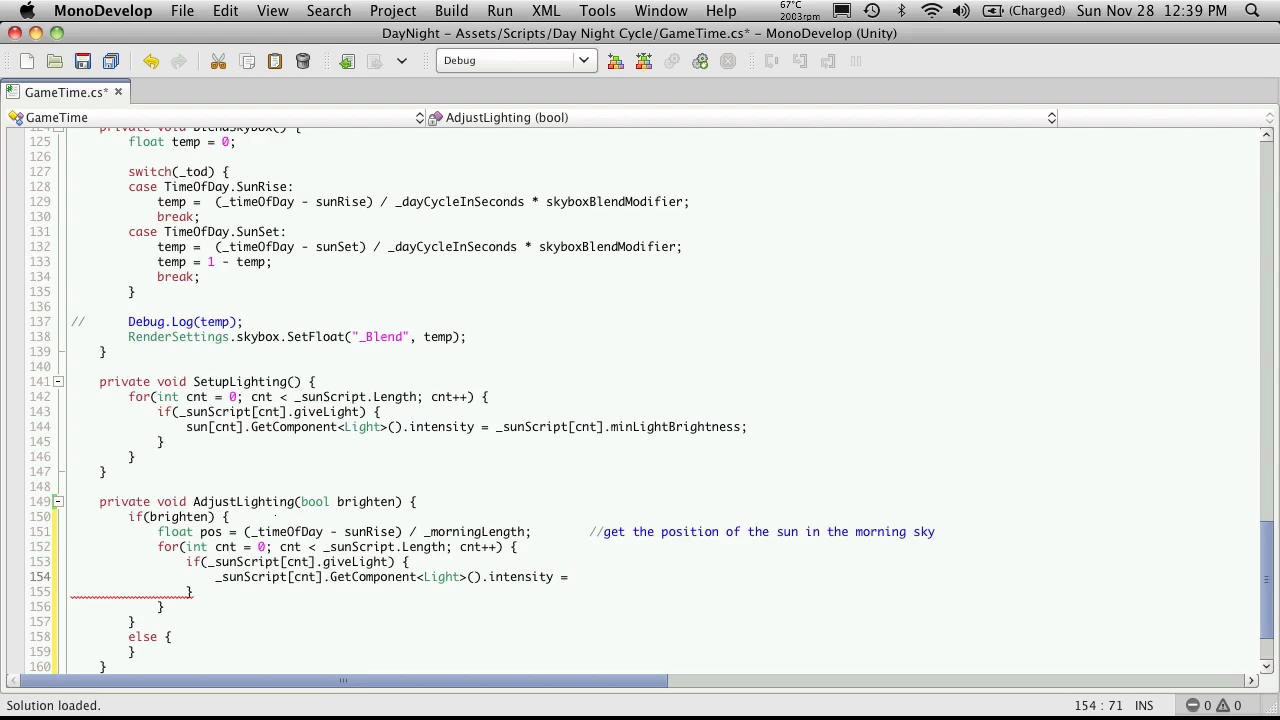 MonoDevelop File Edit View Search Project Build Run XML Tools Window Help 67°C 2003rpm (Charged) Sun Nov 28 12:39 PM
DayNight - Assets/Scripts/Day Night Cycle/GameTime.cs* - MonoDevelop (Unity)
Debug
GameTime.cs*
GameTime AdjustLighting (bool)
124 private void BlendSkybox() {
125 float temp = 0;
126
127 switch(_tod) {
128 case TimeOfDay.SunRise:
129 temp =  (_timeOfDay - sunRise) / _dayCycleInSeconds * skyboxBlendModifier;
130 break;
131 case TimeOfDay.SunSet:
132 temp =  (_timeOfDay - sunSet) / _dayCycleInSeconds * skyboxBlendModifier;
133 temp = 1 - temp;
134 break;
135 }
136
137 // Debug.Log(temp);
138 RenderSettings.skybox.SetFloat("_Blend", temp);
139 }
140
141 private void SetupLighting() {
142 for(int cnt = 0; cnt < _sunScript.Length; cnt++) {
143 if(_sunScript[cnt].giveLight) {
144 sun[cnt].GetComponent<Light>().intensity = _sunScript[cnt].minLightBrightness;
145 }
146 }
147 }
148
149 private void AdjustLighting(bool brighten) {
150 if(brighten) {
151 float pos = (_timeOfDay - sunRise) / _morningLength; //get the position of the sun in the morning sky
152 for(int cnt = 0; cnt < _sunScript.Length; cnt++) {
153 if(_sunScript[cnt].giveLight) {
154 _sunScript[cnt].GetComponent<Light>().intensity =
155 }
156 }
157 }
158 else {
159 }
160 }
Solution loaded. 154 : 71 INS 0 0